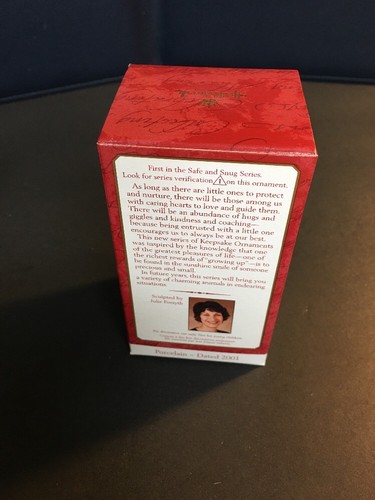 First in the Safe and Snug Series.
Look for series verification 1 on this ornament.
As long as there are little ones to protect
and nurture, there will be those among us
with caring hearts to love and guide them.
There will be an abundance of hugs and
giggles and kindness and coaching—
because being entrusted with a little one
encourages us to always be at our best.
This new series of Keepsake Ornaments
was inspired by the knowledge that one
of the greatest pleasures of life—one of
the richest rewards of "growing up"—is to
be found in the sunshine smile of someone
precious and small.
In future years, this series will bring you
a variety of charming animals in endearing
situations.
Sculpted by
Julie Forsyth
Porcelain – Dated 2001